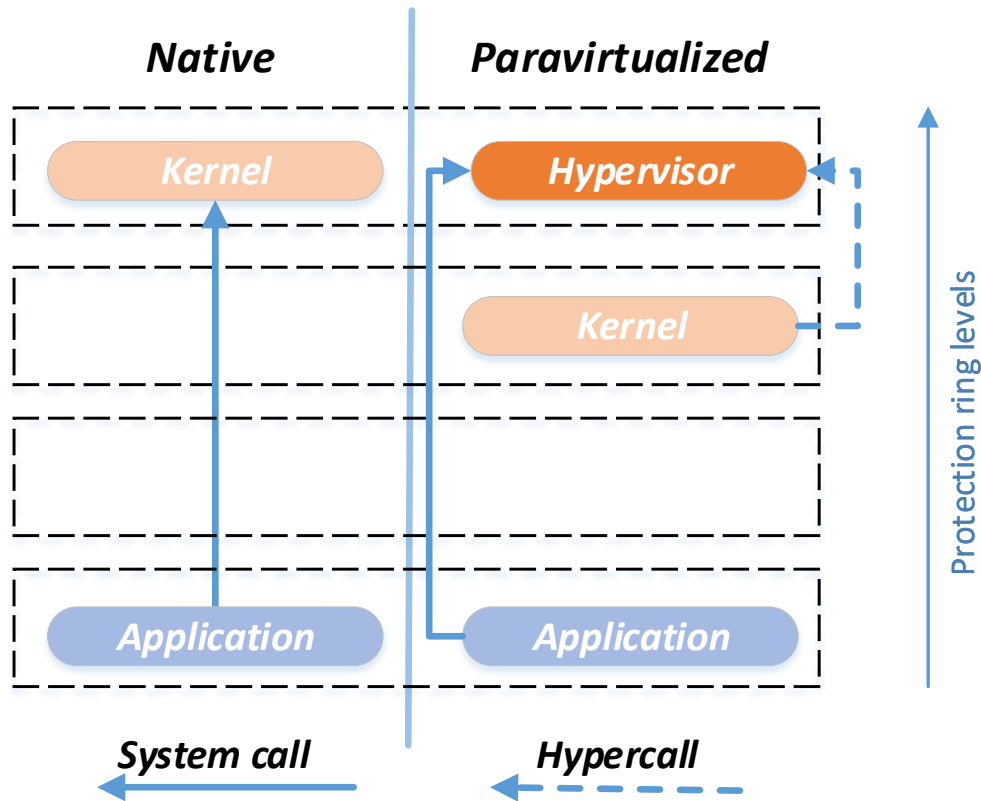 Native
Paravirtualized
Kernel
Hypervisor
Kernel
Application
Application
System call
Hypercall
Protection ring levels